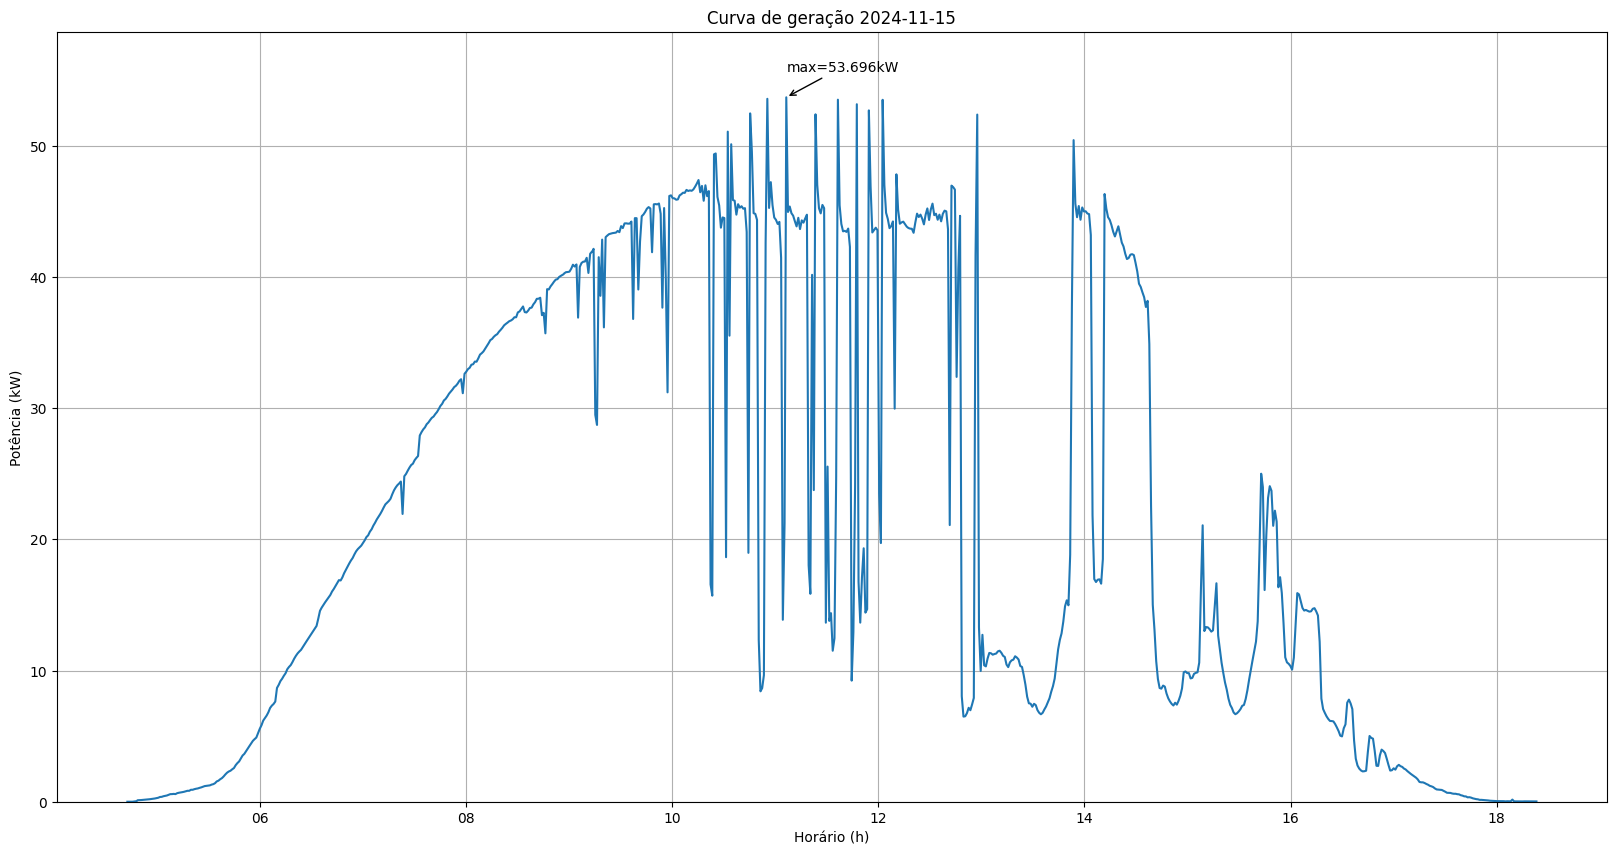 Curva de geração 2024-11-15
max=53.696kW
Potência (kW)
50
40
30
20
10
0
06 08 10 12 14 16 18
Horário (h)